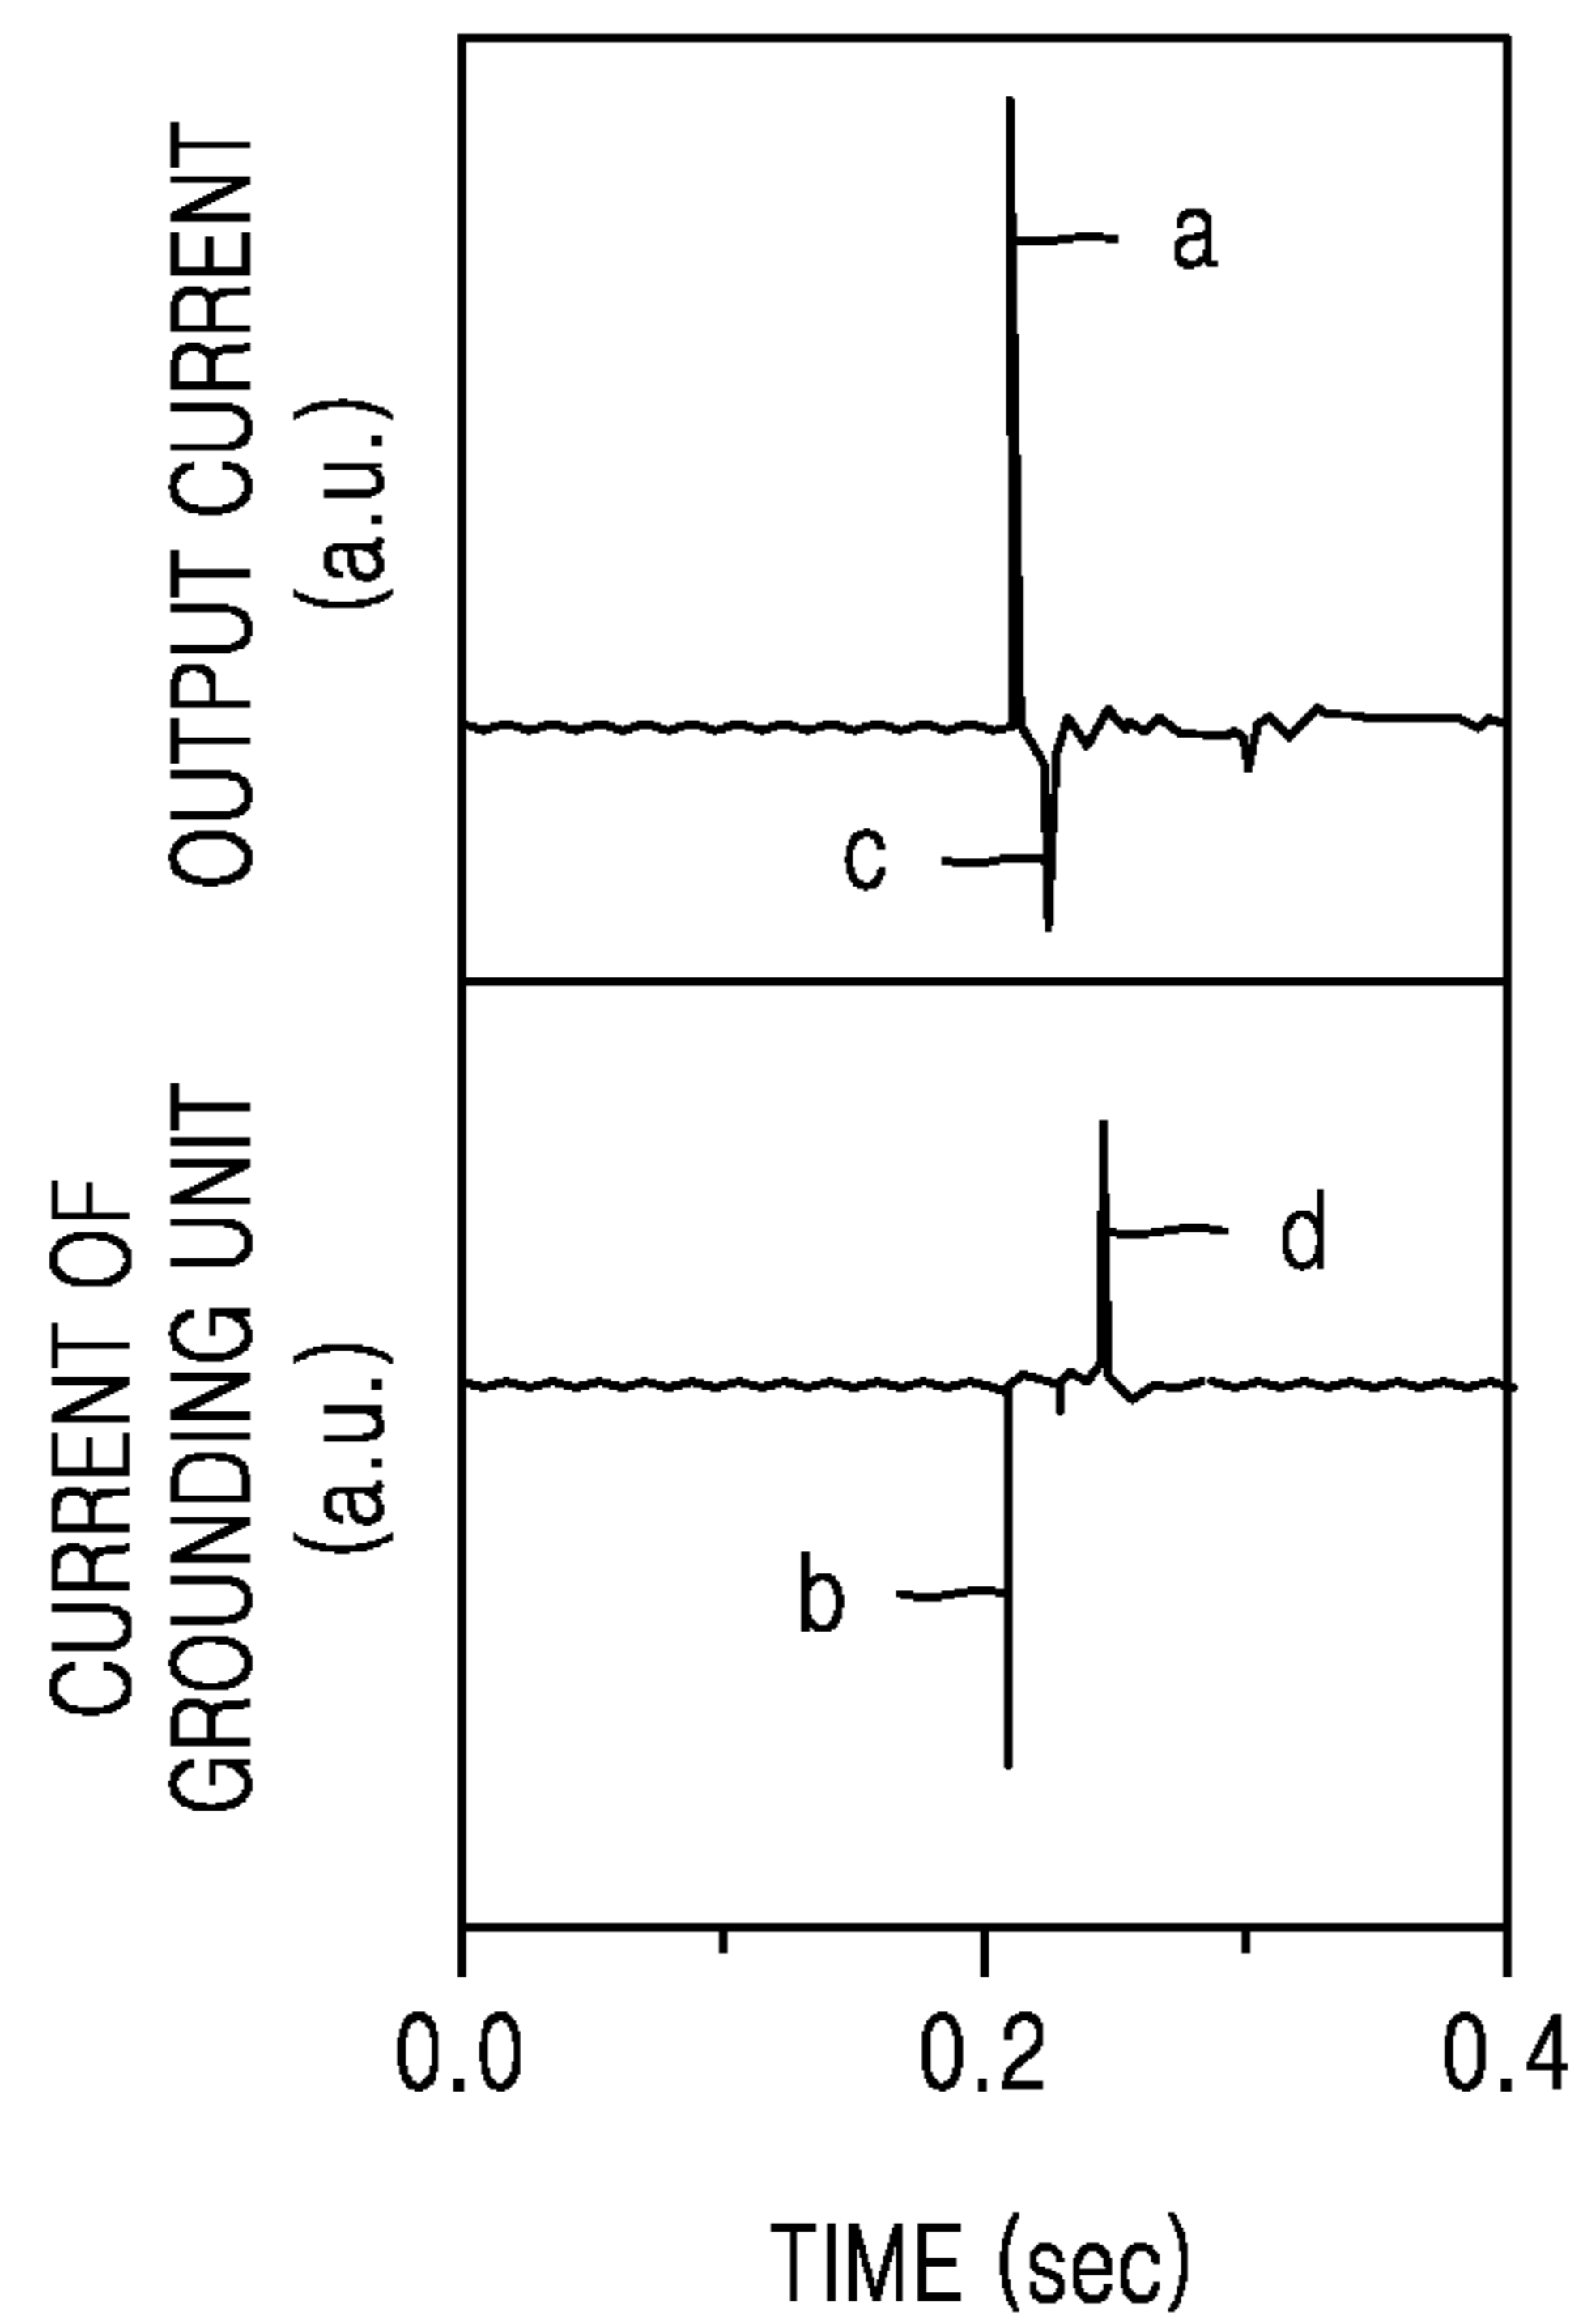 OUTPUT CURRENT
(a.u.)
a
c
CURRENT OF
GROUNDING UNIT
(a.u.)
d
b
0.0
0.2
0.4
TIME (sec)